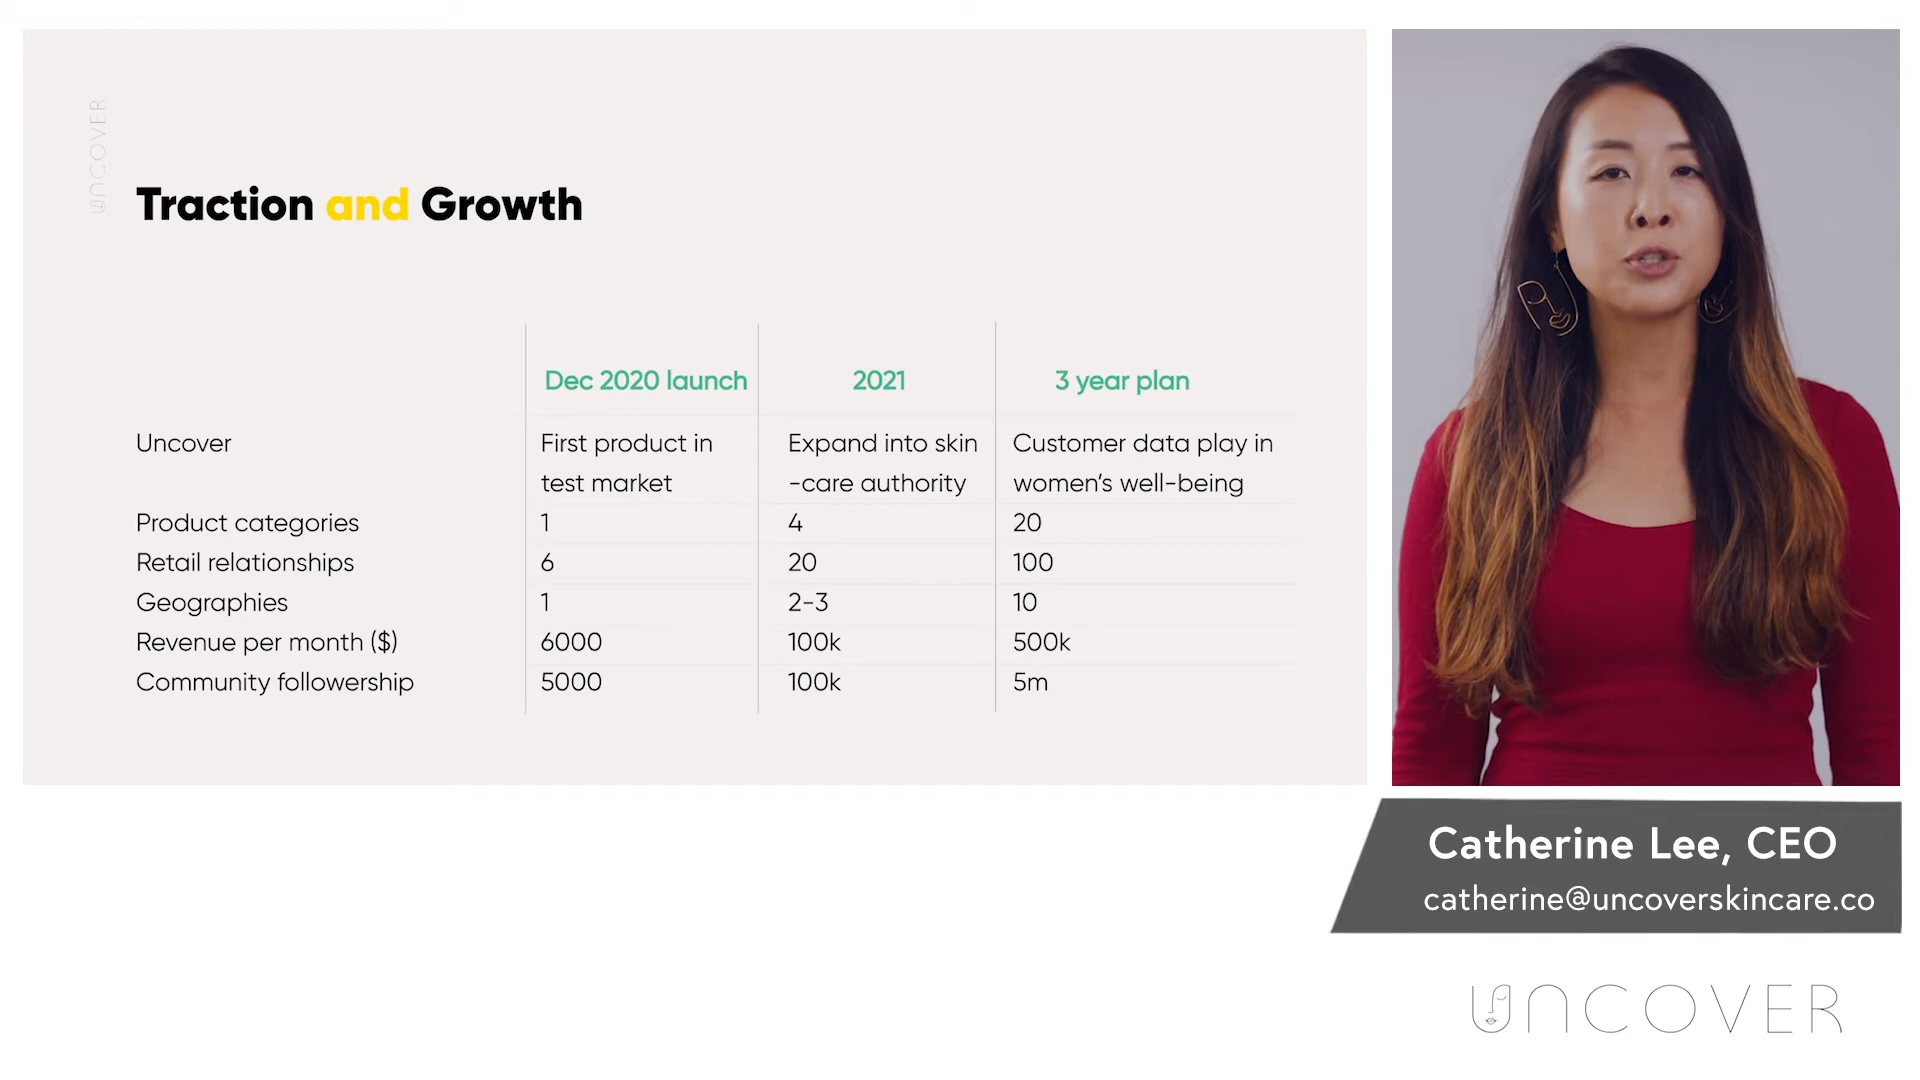 UNCOVER
Traction and Growth
Dec 2020 launch 2021 3 year plan
Uncover First product in Expand into skin Customer data play in
test market -care authority women's well-being
Product categories 1 4 20
Retail relationships 6 20 100
Geographies 1 2-3 10
Revenue per month ($) 6000 100k 500k
Community followership 5000 100k 5m
Catherine Lee, CEO
catherine@uncoverskincare.co
UNCOVER